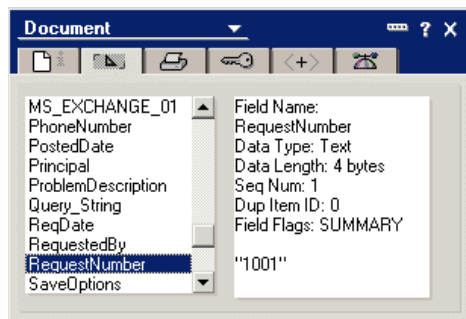 Document
MS_EXCHANGE_01
PhoneNumber
PostedDate
Principal
ProblemDescription
Query_String
ReqDate
RequestedBy
RequestNumber
SaveOptions
Field Name:
RequestNumber
Data Type: Text
Data Length: 4 bytes
Seq Num: 1
Dup Item ID: 0
Field Flags: SUMMARY
"1001"